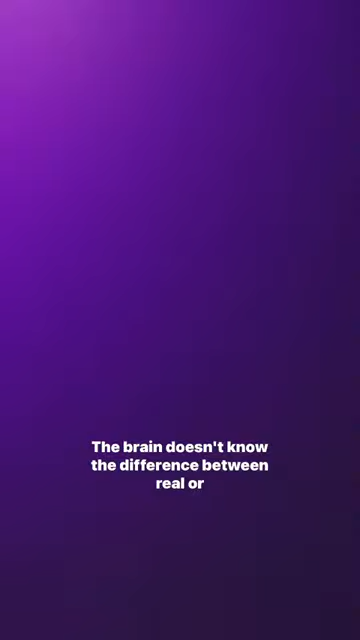 The brain doesn't know
the difference between
real or